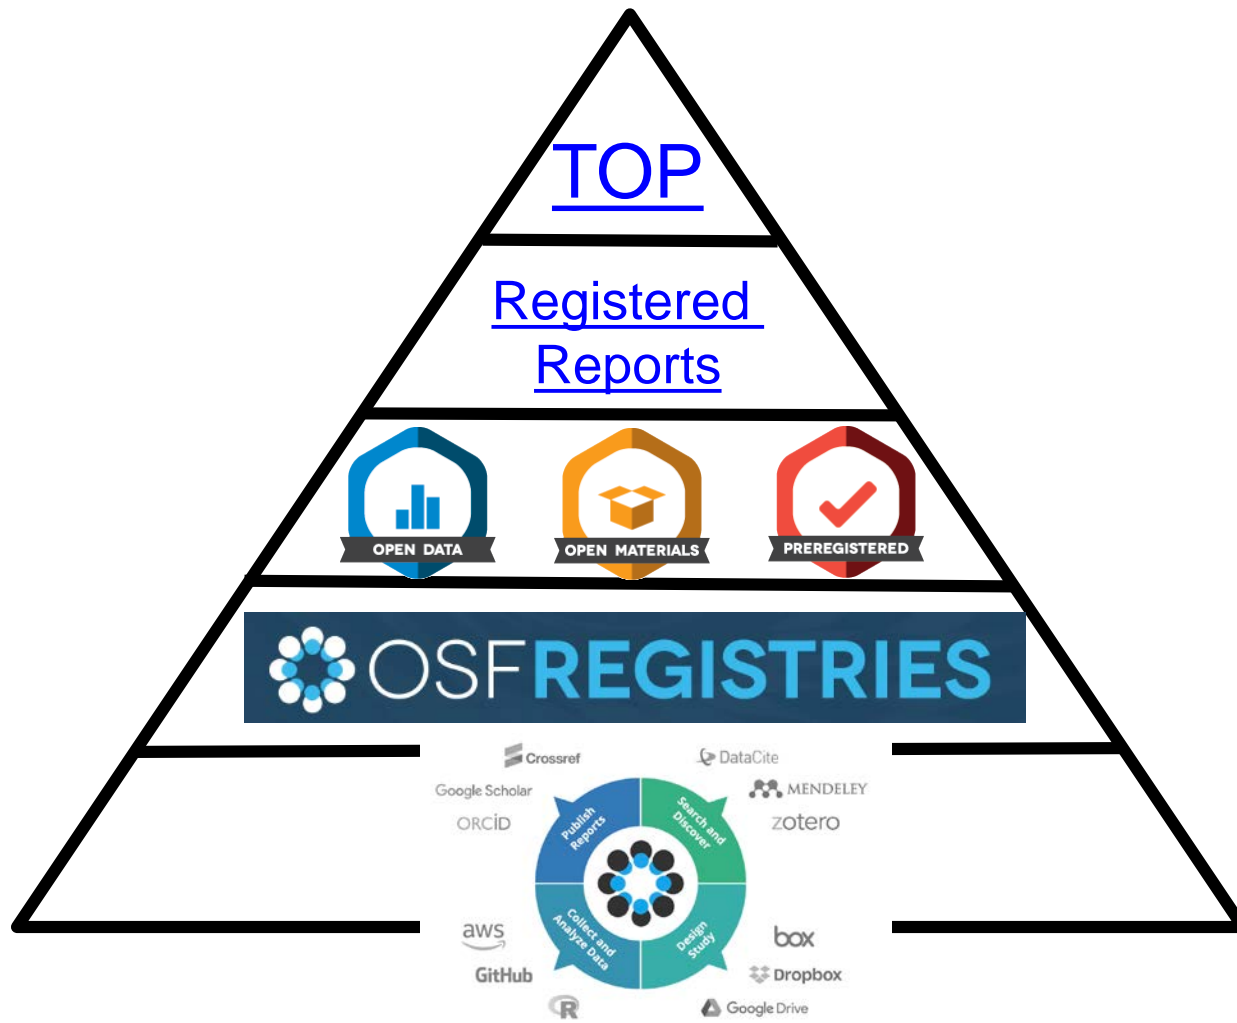 TOP
Registered
Reports
OPEN DATA
OPEN MATERIALS
PREREGISTERED
OSFREGISTRIES
Crossref
DataCite
Google Scholar
MENDELEY
ORCiD
zotero
Publish
Reports
Search and
Discover
Collect and
Analyze Data
Design
Study
aws
box
GitHub
Dropbox
R
Google Drive